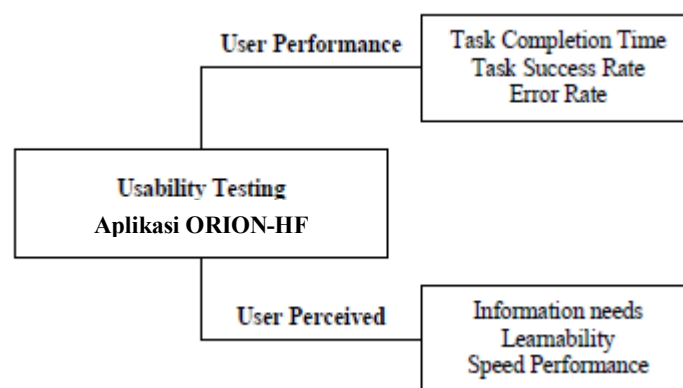 User Performance
Task Completion Time
Task Success Rate
Error Rate
Usability Testing
Aplikasi ORION-HF
User Perceived
Information needs
Learnability
Speed Performance